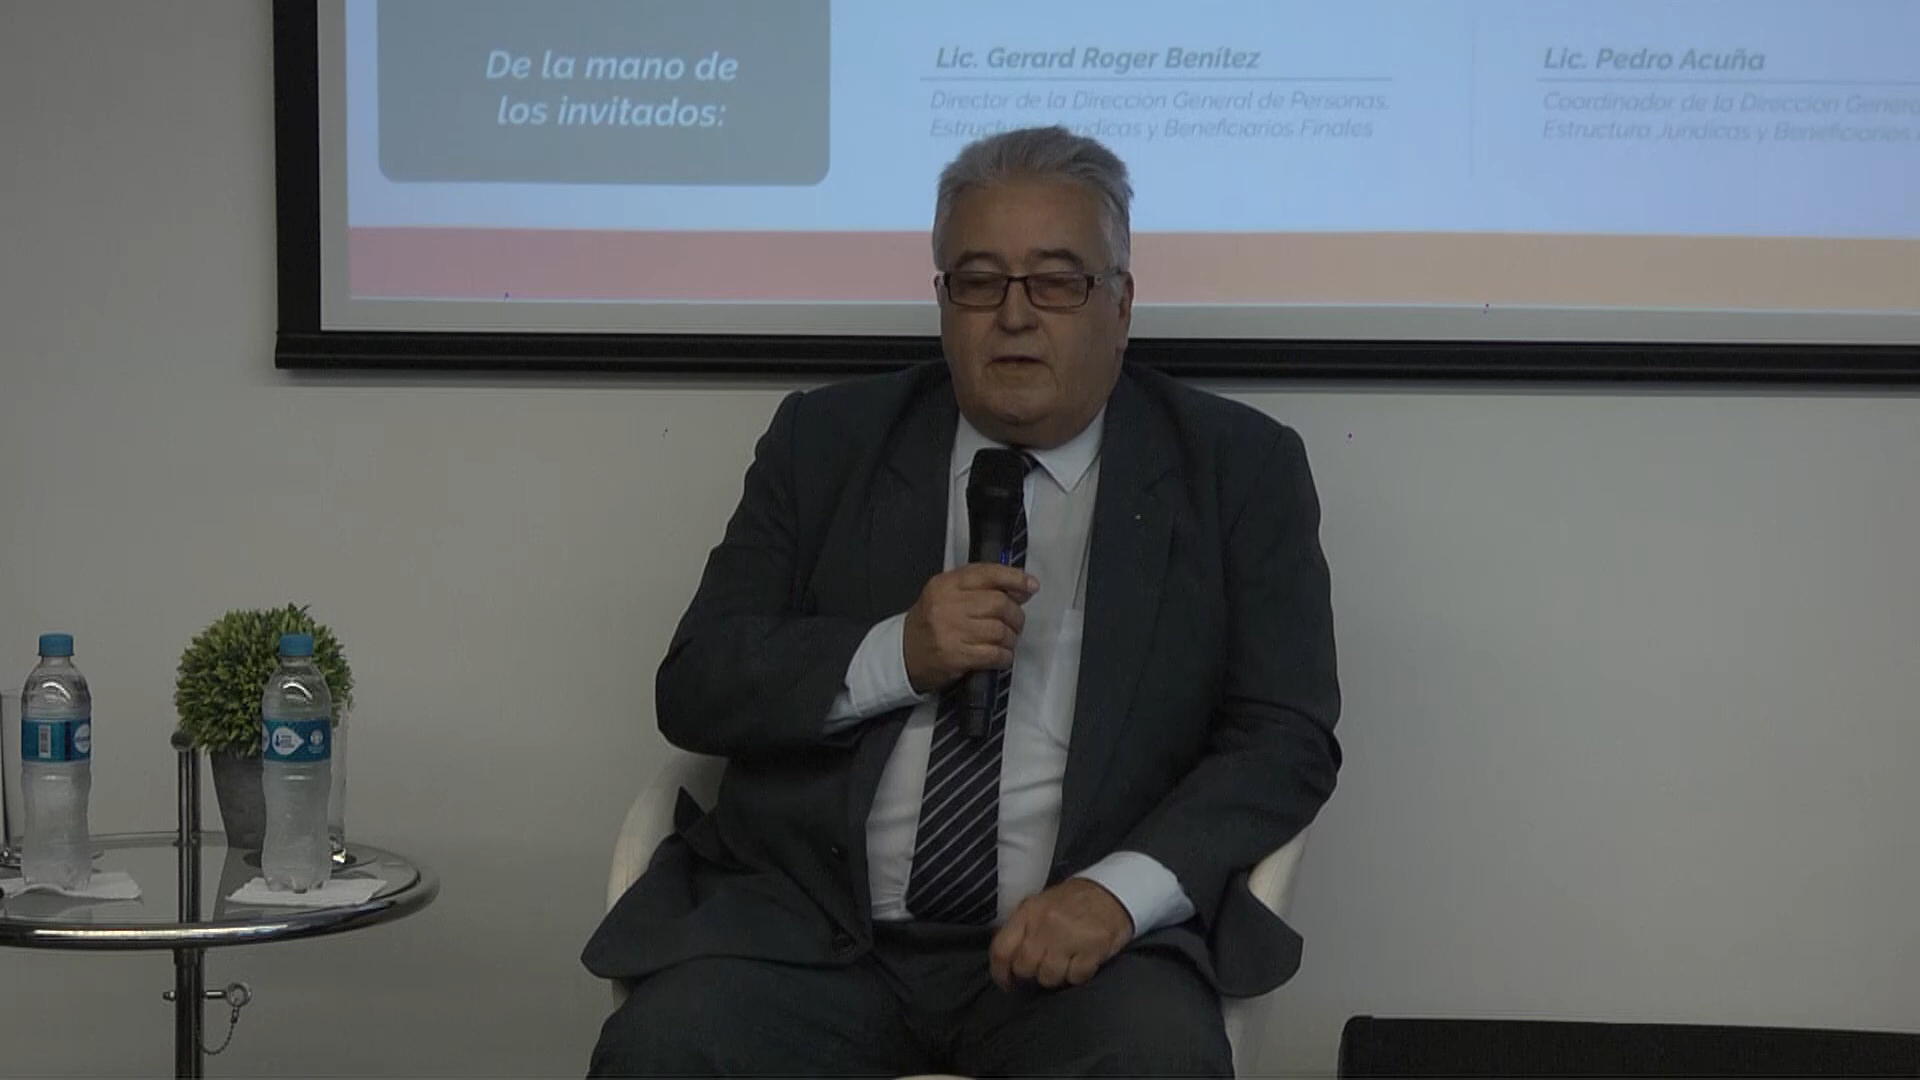 De la mano de
los invitados:
Lic. Gerard Roger Benítez
Director de la Dirección General de Personas,
Estructuras Jurídicas y Beneficiarios Finales
Lic. Pedro Acuña
Coordinador de la Dirección General
Estructura Jurídicas y Beneficiarios